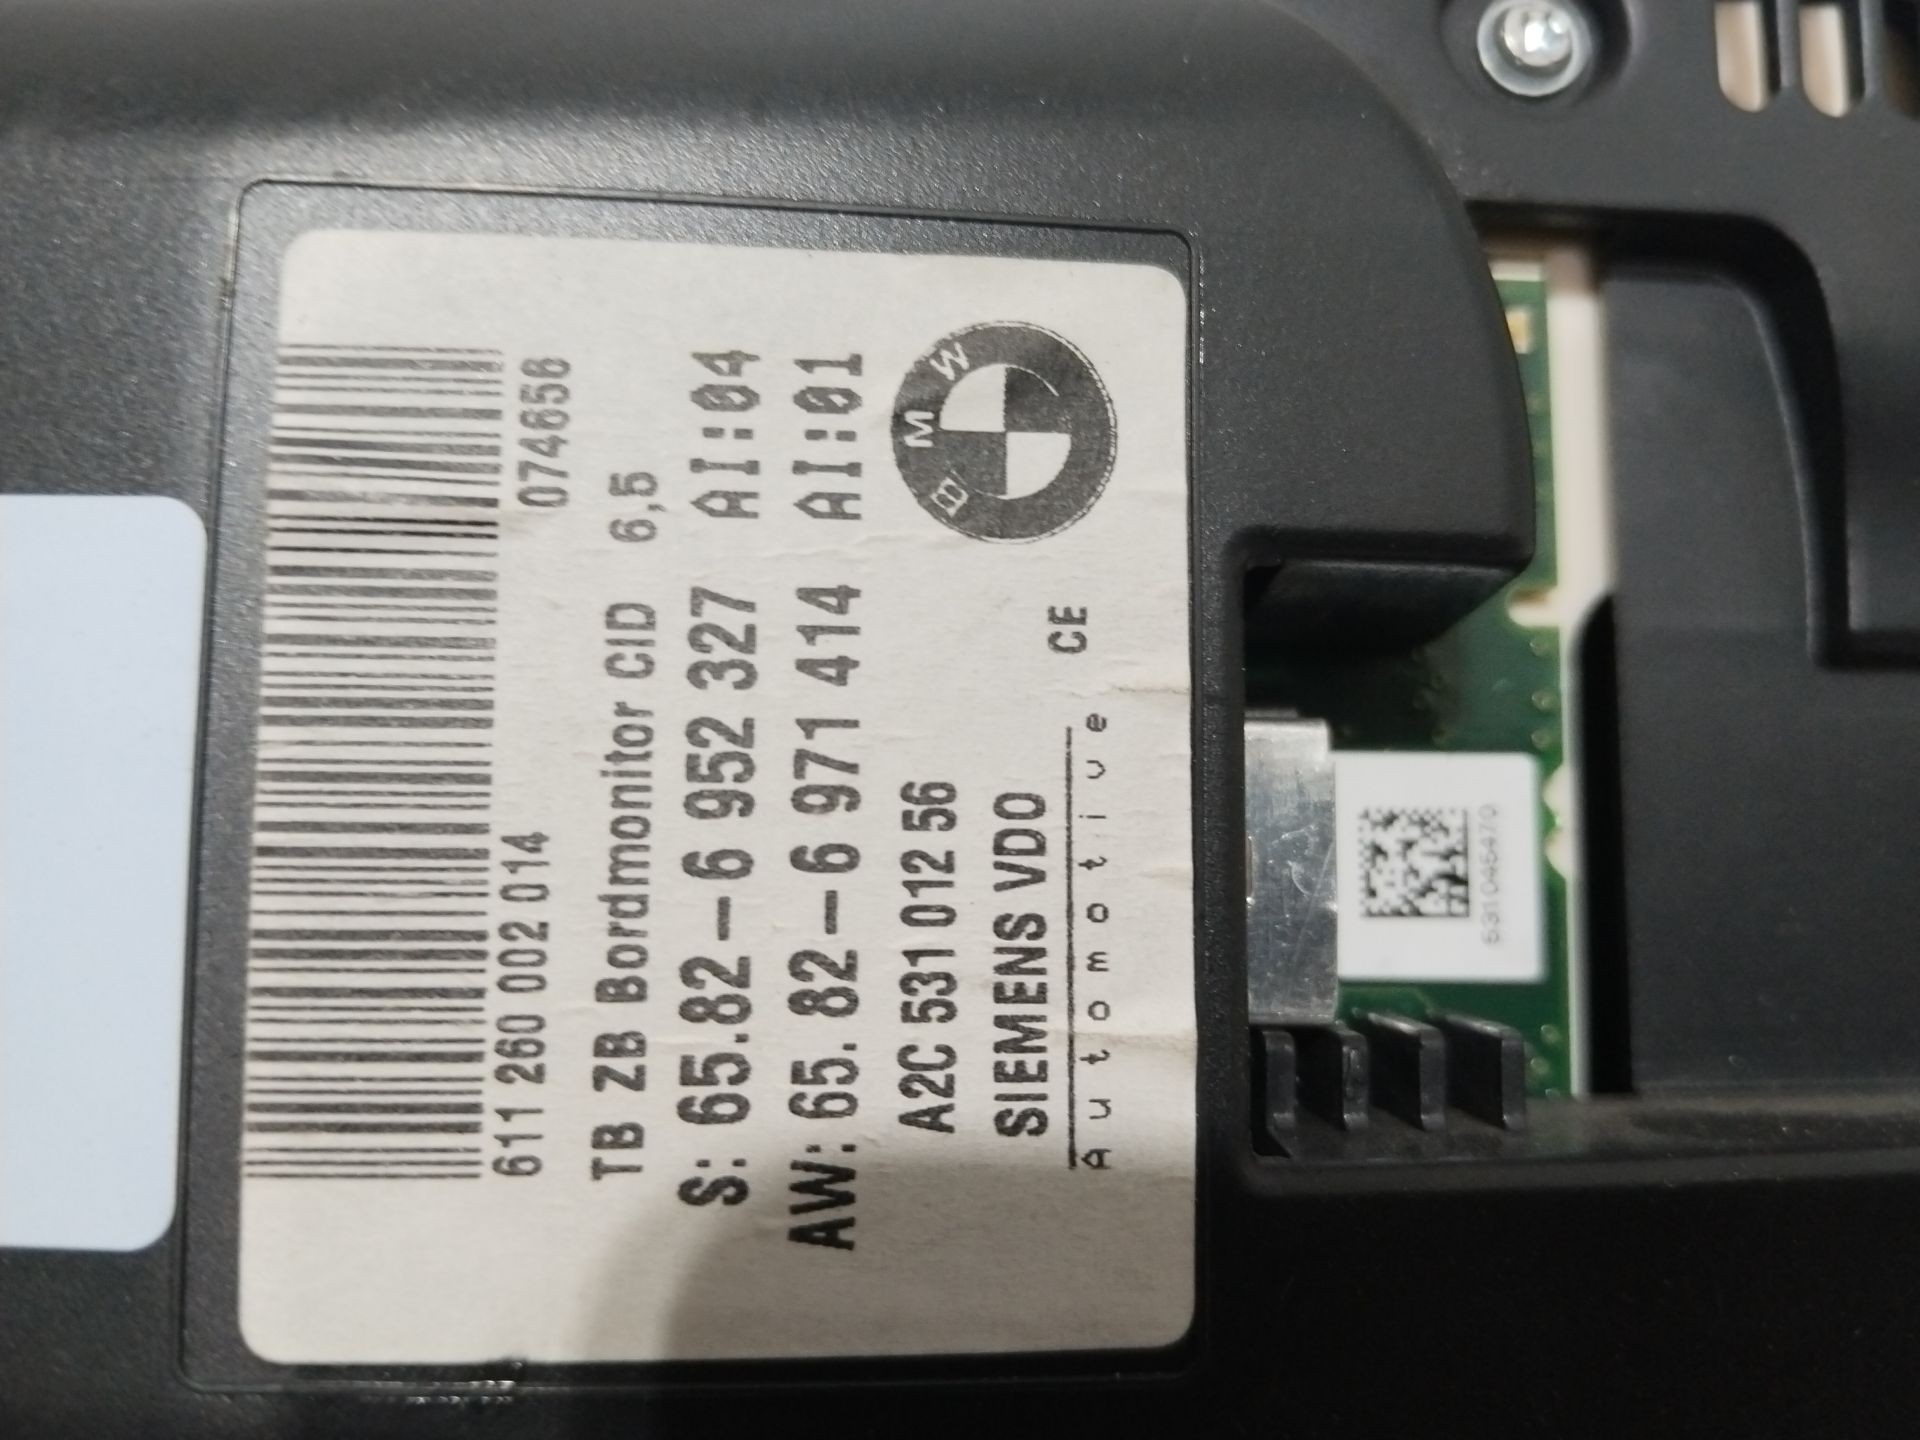 611 260 002 014 074658
TB ZB Bordmonitor CID 6,5
S: 65.82-6 952 327 AI:04
AW: 65.82-6 971 414 AI:01
A2C 531 012 56
SIEMENS VDO
Automotive CE
BMW